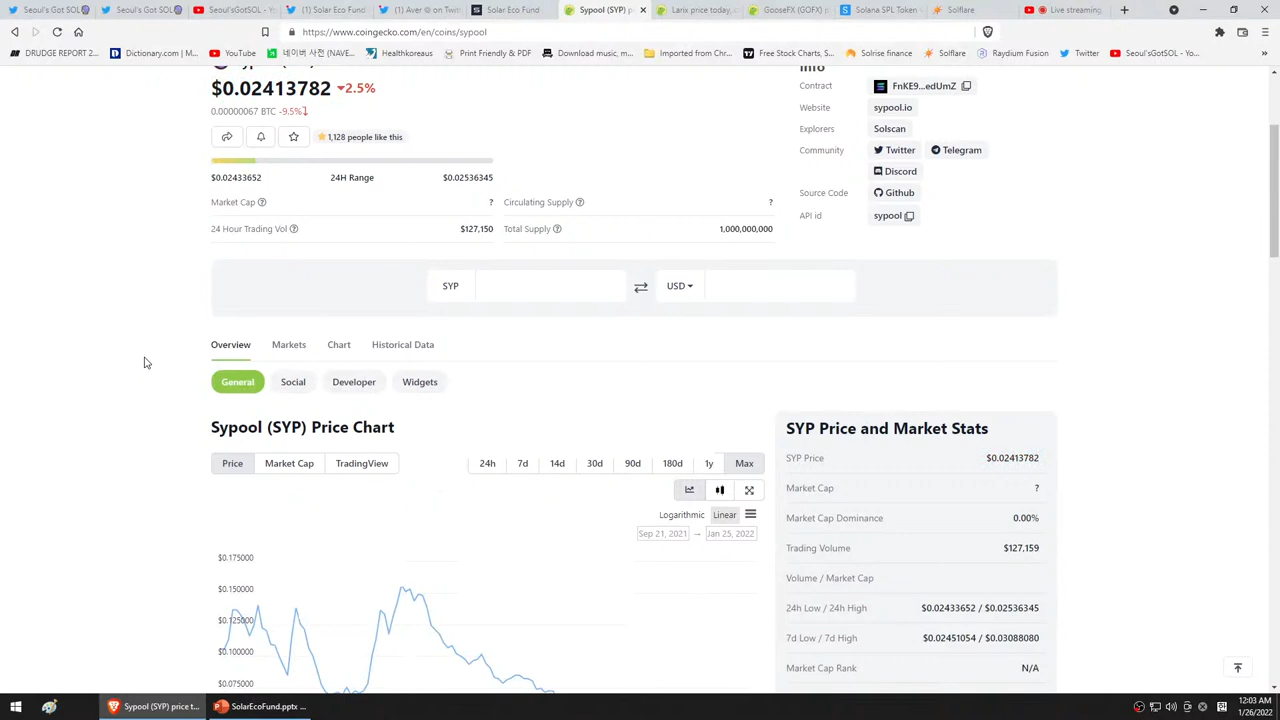 Seoul's Got SOL
Seoul's Got SOL
Seoul'sGotSOL - Yo
Solar Eco Fund
(Aver on Twit
Solar Eco Fund
Sypool (SYP) p
Larix price today,
GooseFX (GOFX) p
Solana SPL Token
Solflare
Live streaming
https://www.coingecko.com/en/coins/sypool
DRUDGE REPORT 2...
Dictionary.com | M...
YouTube
네이버 사전 (NAVE...
Healthkoreaus
Print Friendly & PDF
Download music, m...
Imported from Chr...
Free Stock Charts, S...
Solrise finance —
Solflare
Raydium Fusion
Twitter
Seoul'sGotSOL - Yo...
$0.02413782 2.5%
0.00000067 BTC -9.5%
1,128 people like this
$0.02433652 24H Range $0.02536345
Market Cap ?
Circulating Supply ?
24 Hour Trading Vol $127,150
Total Supply 1,000,000,000
Info
Contract FnKE9...edUmZ
Website sypool.io
Explorers Solscan
Community Twitter Telegram
Discord
Source Code Github
API id sypool
SYP
USD
Overview Markets Chart Historical Data
General Social Developer Widgets
Sypool (SYP) Price Chart
Price Market Cap TradingView
24h 7d 14d 30d 90d 180d 1y Max
Logarithmic Linear
Sep 21, 2021 → Jan 25, 2022
$0.175000
$0.150000
$0.125000
$0.100000
$0.075000
SYP Price and Market Stats
SYP Price $0.02413782
Market Cap ?
Market Cap Dominance 0.00%
Trading Volume $127,159
Volume / Market Cap
24h Low / 24h High $0.02433652 / $0.02536345
7d Low / 7d High $0.02451054 / $0.03088080
Market Cap Rank N/A
Sypool (SYP) price t...
SolarEcoFund.pptx ...
12:03 AM
1/26/2022